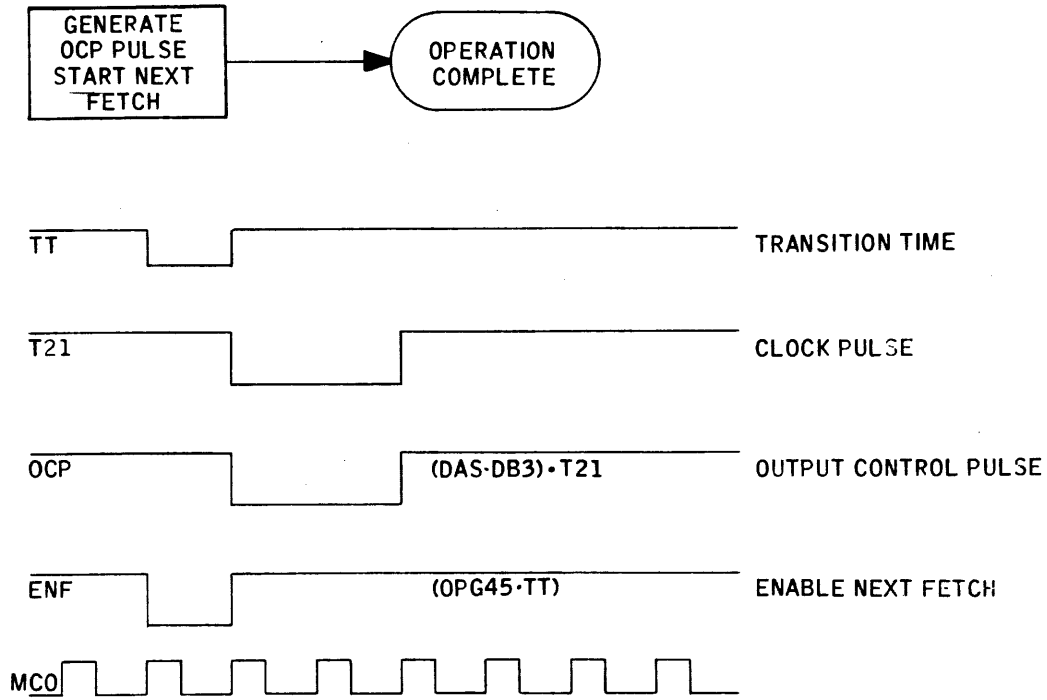 GENERATE
OCP PULSE
START NEXT
FETCH
OPERATION
COMPLETE
TT
TRANSITION TIME
T21
CLOCK PULSE
OCP
(DAS·DB3)·T21
OUTPUT CONTROL PULSE
ENF
(OPG45·TT)
ENABLE NEXT FETCH
MCO